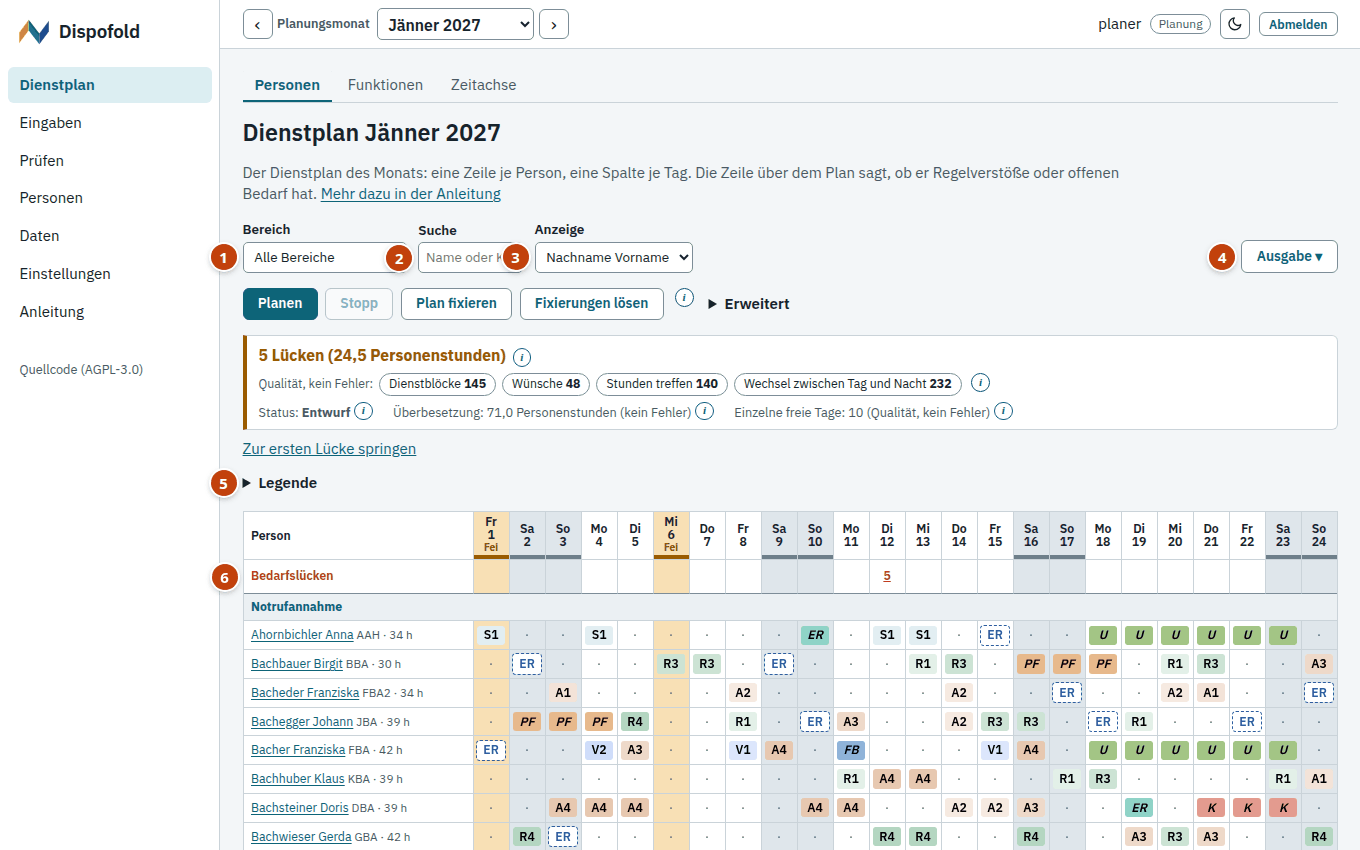 Dispofold
‹ Planungsmonat Jänner 2027 ›
planer Planung Abmelden
Dienstplan
Eingaben
Prüfen
Personen
Daten
Einstellungen
Anleitung
Quellcode (AGPL-3.0)
Personen Funktionen Zeitachse
Dienstplan Jänner 2027
Der Dienstplan des Monats: eine Zeile je Person, eine Spalte je Tag. Die Zeile über dem Plan sagt, ob er Regelverstöße oder offenen
Bedarf hat. Mehr dazu in der Anleitung
Bereich Suche Anzeige
1 Alle Bereiche 2 Name oder 3 Nachname Vorname 4 Ausgabe ▾
Planen Stopp Plan fixieren Fixierungen lösen i ▶ Erweitert
5 Lücken (24,5 Personenstunden) i
Qualität, kein Fehler: Dienstblöcke 145 Wünsche 48 Stunden treffen 140 Wechsel zwischen Tag und Nacht 232 i
Status: Entwurf i Überbesetzung: 71,0 Personenstunden (kein Fehler) i Einzelne freie Tage: 10 (Qualität, kein Fehler) i
Zur ersten Lücke springen
5 ▶ Legende
Person Fr 1 Fei Sa 2 So 3 Mo 4 Di 5 Mi 6 Fei Do 7 Fr 8 Sa 9 So 10 Mo 11 Di 12 Mi 13 Do 14 Fr 15 Sa 16 So 17 Mo 18 Di 19 Mi 20 Do 21 Fr 22 Sa 23 So 24
6 Bedarfslücken 5
Notrufannahme
Ahornbichler Anna AAH · 34 h S1 · · S1 · · · · · ER · S1 S1 · ER · · U U U U U U ·
Bachbauer Birgit BBA · 30 h · ER · · · R3 R3 · ER · · · R1 R3 · PF PF PF · R1 R3 · · A3
Bacheder Franziska FBA2 · 34 h · · A1 · · · · A2 · · · · · A2 · · ER · · A2 A1 · · ER
Bachegger Johann JBA · 39 h · PF PF PF R4 · · R1 · ER A3 · · A2 R3 R3 · ER R1 · · ER · ·
Bacher Franziska FBA · 42 h ER · · V2 A3 · · V1 A4 · FB · · · V1 A4 · U U U U U U ·
Bachhuber Klaus KBA · 39 h · · · · · · · · · · R1 A4 A4 · · · R1 R3 · · · · R1 A1
Bachsteiner Doris DBA · 39 h · · A4 A4 A4 · · · · A4 A4 · · A2 A2 A3 · · ER · K K K ·
Bachwieser Gerda GBA · 42 h · R4 ER · · · · · · · · R4 R4 · · R4 · · A3 R3 A3 · · R4